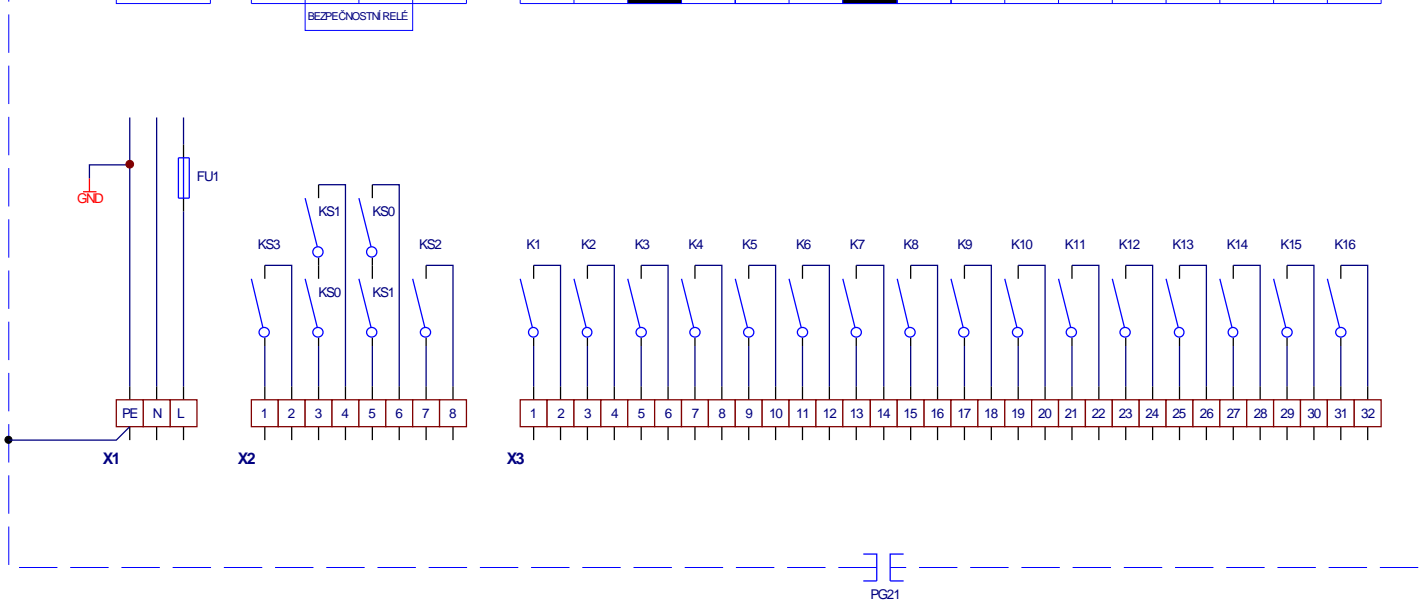 BEZPEČNOSTNÍ RELÉ
FU1
GND
KS1 KS0
KS3 KS2 K1 K2 K3 K4 K5 K6 K7 K8 K9 K10 K11 K12 K13 K14 K15 K16
KS0 KS1
PE N L 1 2 3 4 5 6 7 8 1 2 3 4 5 6 7 8 9 10 11 12 13 14 15 16 17 18 19 20 21 22 23 24 25 26 27 28 29 30 31 32
X1 X2 X3
PG21